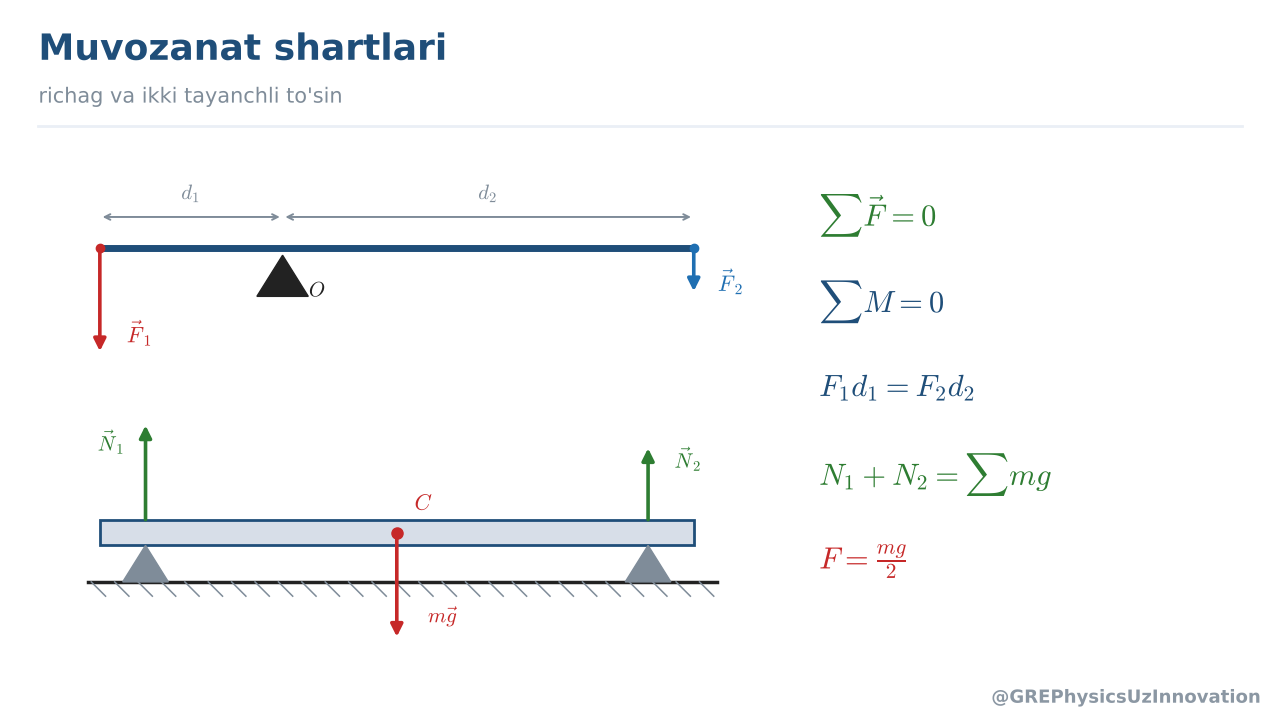 Muvozanat shartlari
richag va ikki tayanchli to'sin
d₁
d₂
O
F⃗₁
F⃗₂
N⃗₁
N⃗₂
C
mg⃗
∑F⃗ = 0
∑M = 0
F₁d₁ = F₂d₂
N₁ + N₂ = ∑mg
F = mg/2
@GREPhysicsUzInnovation